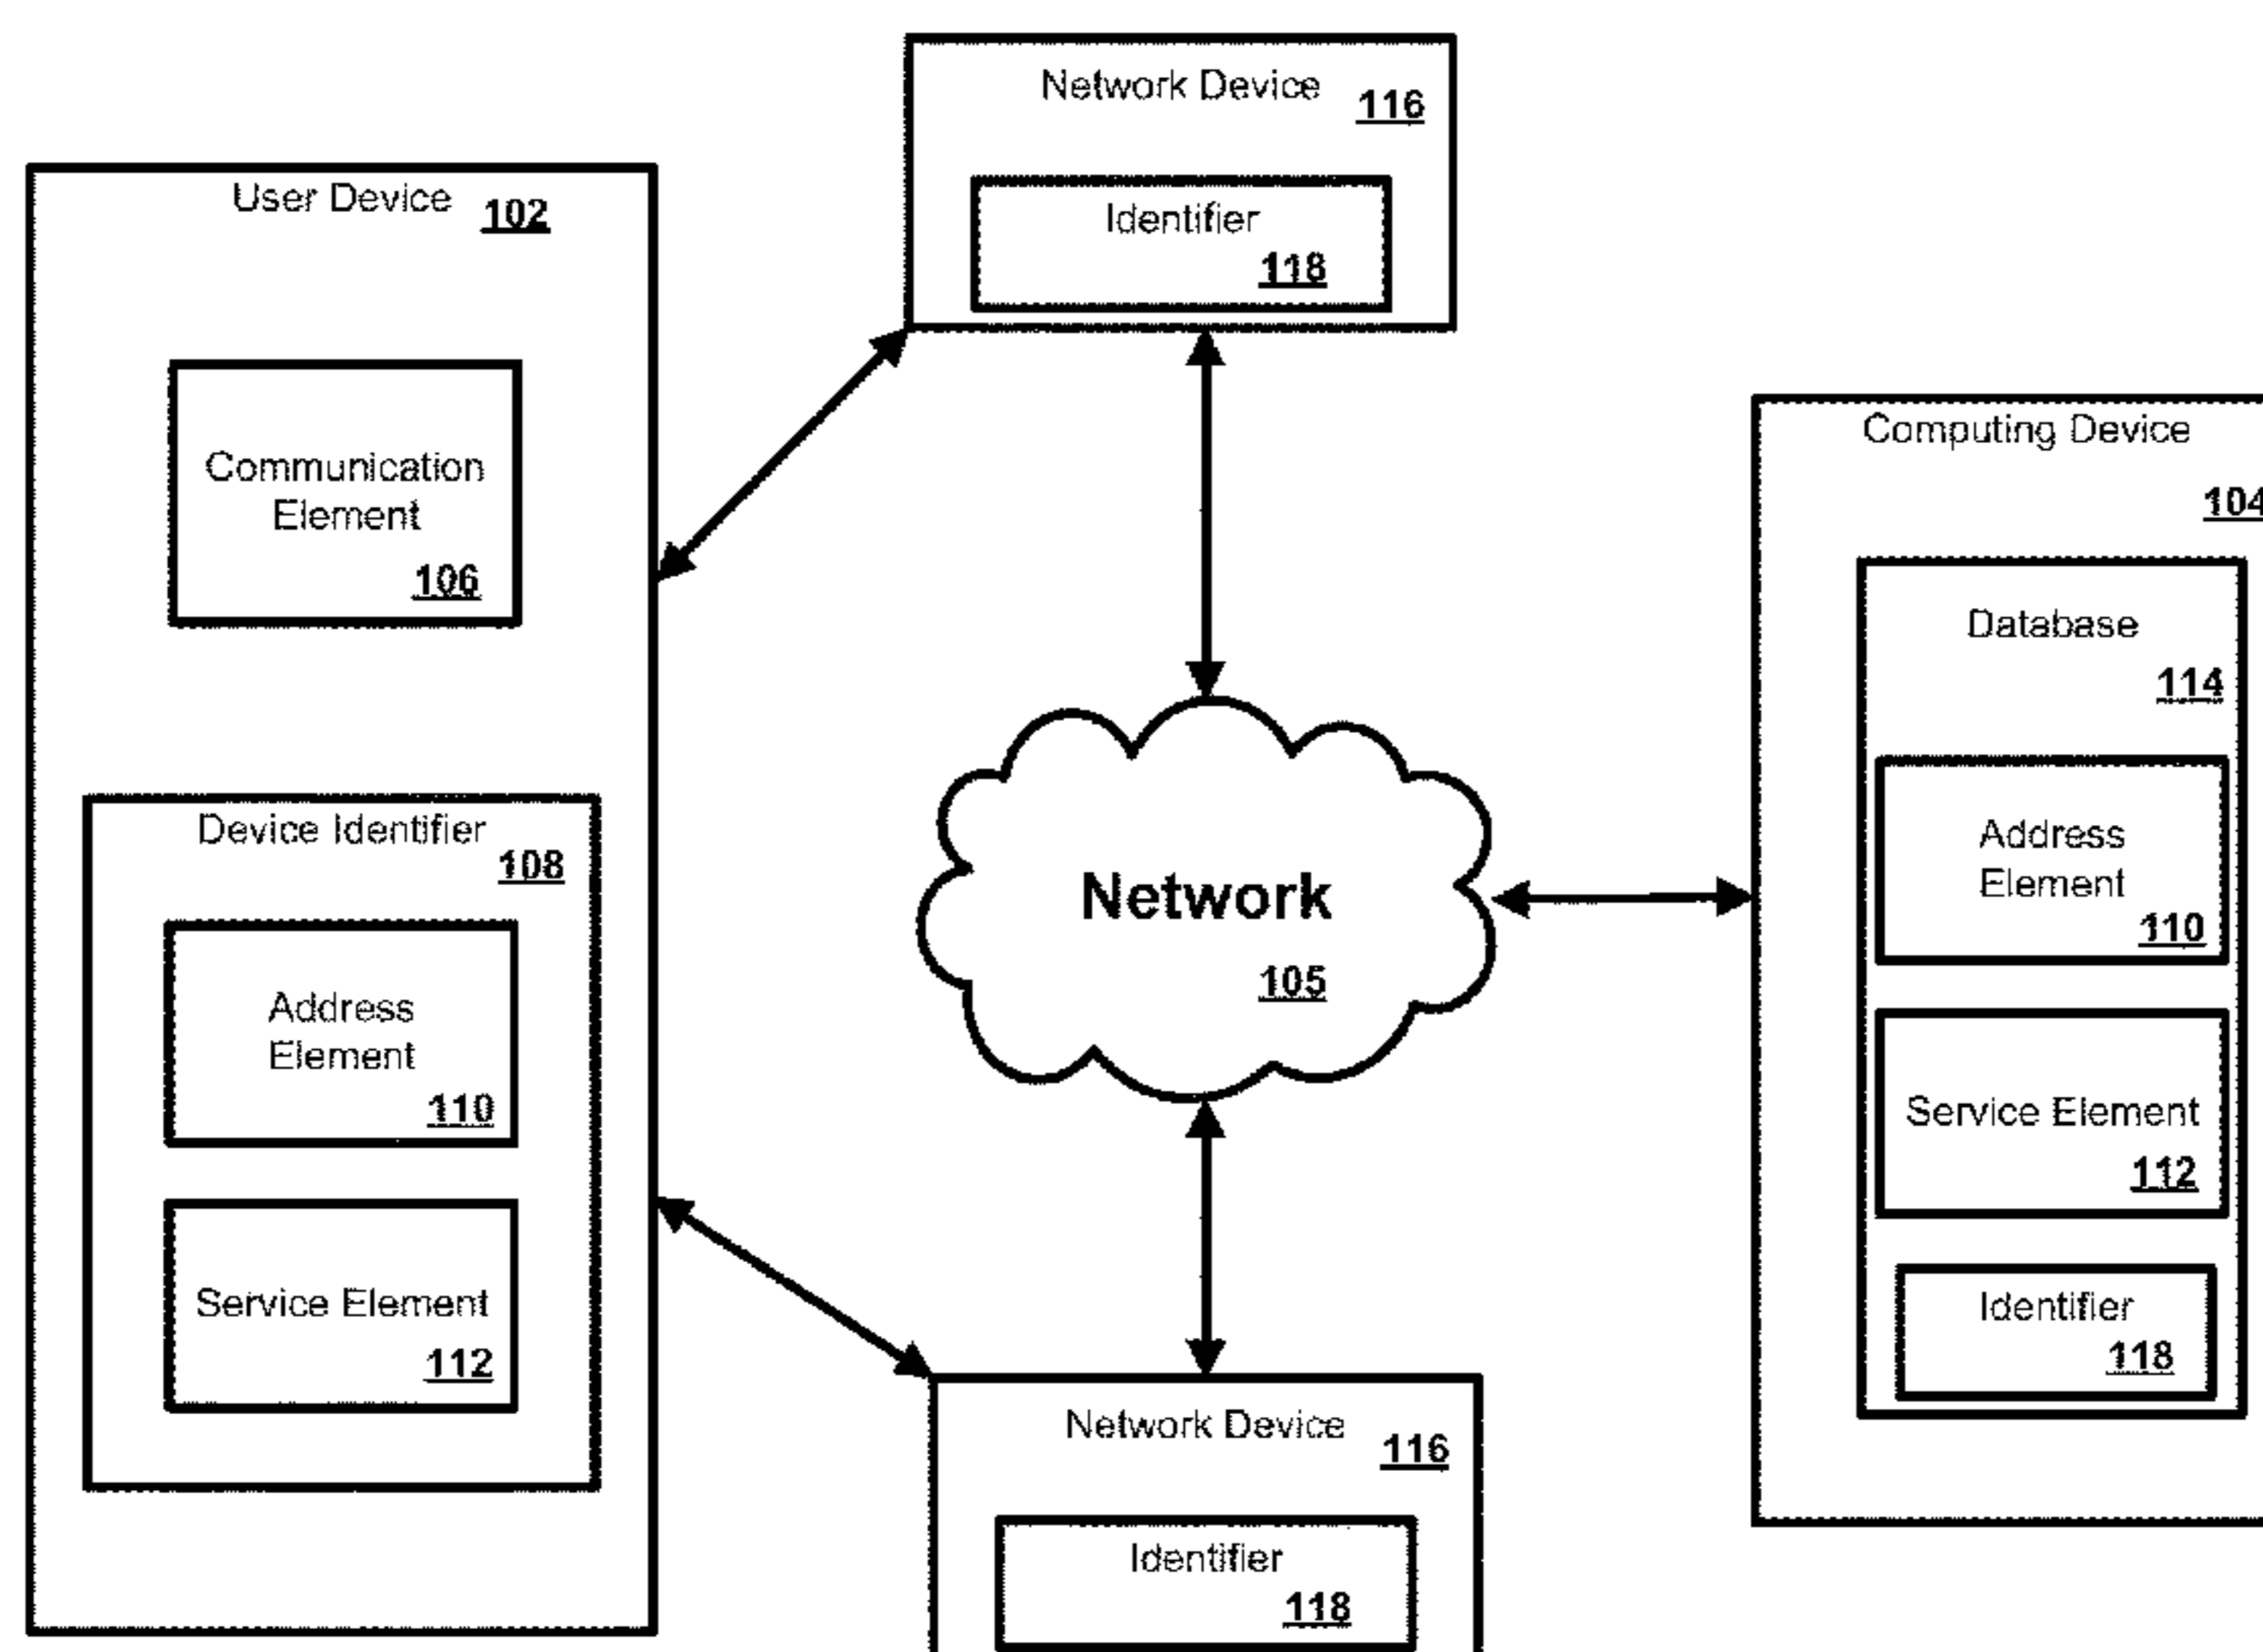 Network Device
116
Identifier
118
User Device
102
Communication
Element
106
Device Identifier
108
Address
Element
110
Service Element
112
Network
105
Network Device
116
Identifier
118
Computing Device
104
Database
114
Address
Element
110
Service Element
112
Identifier
118